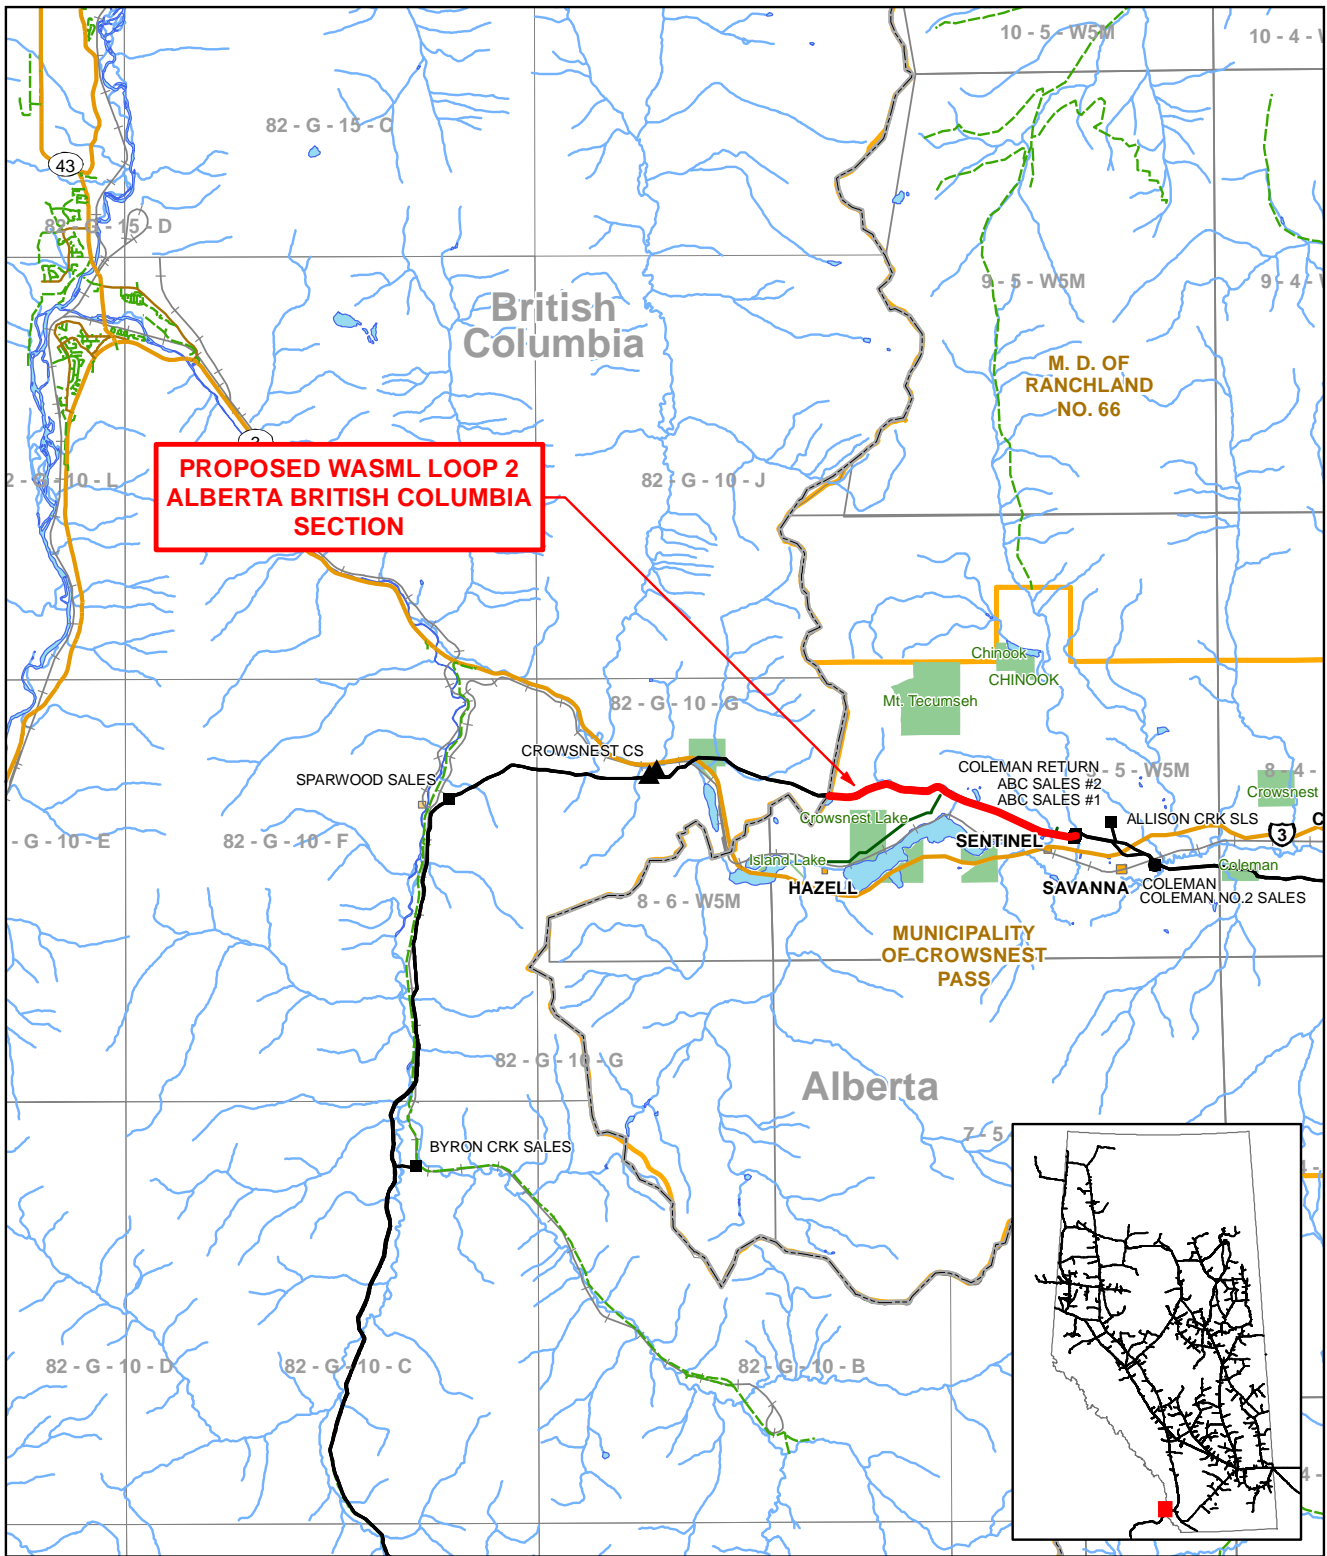 10 - 5 - W5M
10 - 4 -
82 - G - 15 - C
43
82 - G - 15 - D
9 - 5 - W5M
9 - 4 -
British
Columbia
M. D. OF
RANCHLAND
NO. 66
PROPOSED WASML LOOP 2
ALBERTA BRITISH COLUMBIA
SECTION
82 - G - 10 - J
Chinook
CHINOOK
Mt. Tecumseh
82 - G - 10 - G
CROWSNEST CS
SPARWOOD SALES
COLEMAN RETURN
ABC SALES #2
ABC SALES #1
- 5 - W5M
8 - 4 -
Crowsnest
Crowsnest Lake
ALLISON CRK SLS
3
C
- G - 10 - E
82 - G - 10 - F
SENTINEL
Island Lake
Coleman
HAZELL
SAVANNA
COLEMAN
COLEMAN NO.2 SALES
8 - 6 - W5M
MUNICIPALITY
OF CROWSNEST
PASS
82 - G - 10 - G
Alberta
7 - 5
BYRON CRK SALES
82 - G - 10 - D
82 - G - 10 - C
82 - G - 10 - B